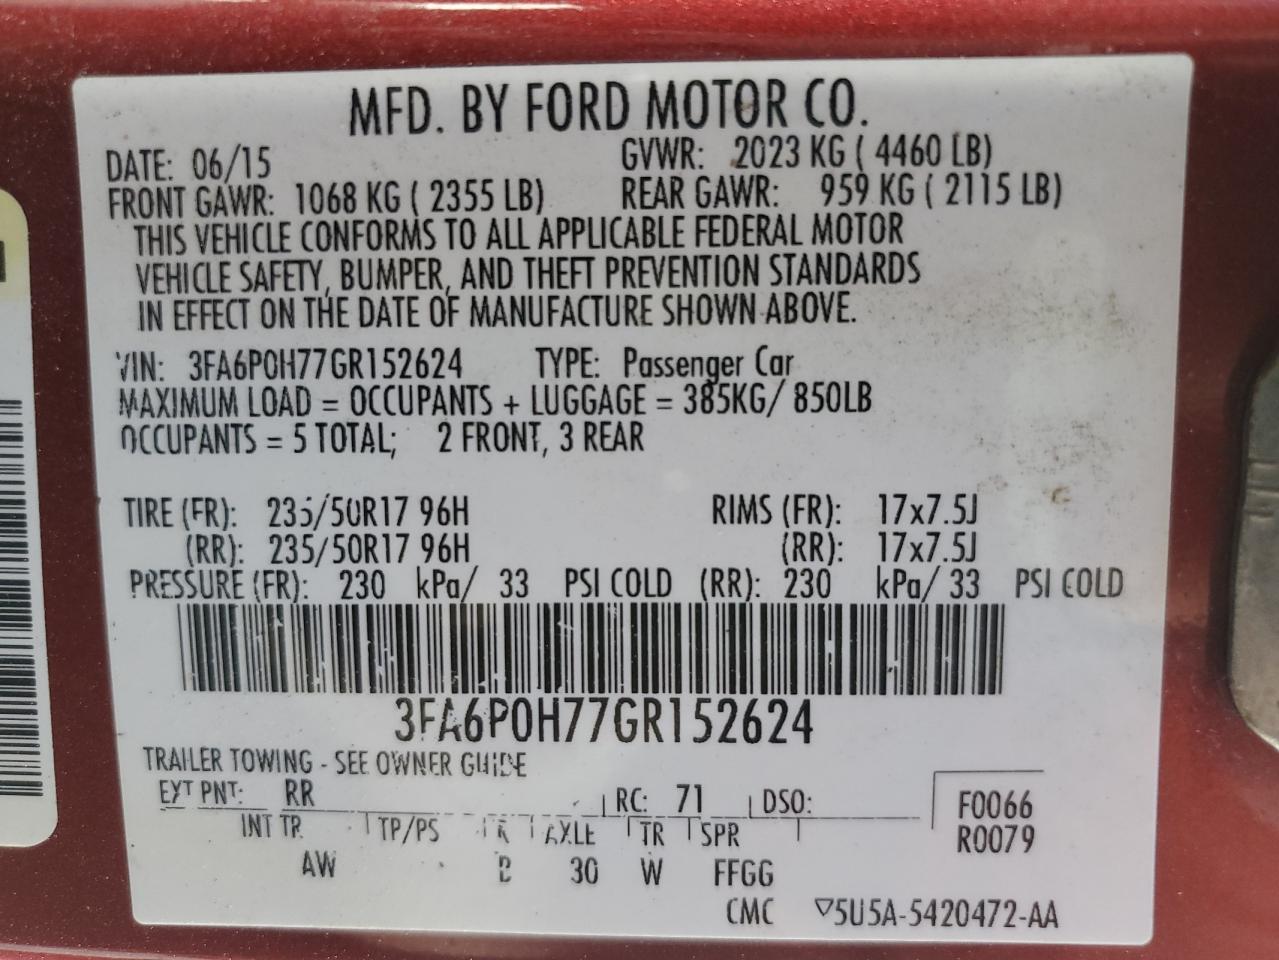 MFD. BY FORD MOTOR CO.
DATE: 06/15 GVWR: 2023 KG ( 4460 LB)
FRONT GAWR: 1068 KG ( 2355 LB) REAR GAWR: 959 KG ( 2115 LB)
THIS VEHICLE CONFORMS TO ALL APPLICABLE FEDERAL MOTOR
VEHICLE SAFETY, BUMPER, AND THEFT PREVENTION STANDARDS
IN EFFECT ON THE DATE OF MANUFACTURE SHOWN ABOVE.
VIN: 3FA6P0H77GR152624 TYPE: Passenger Car
MAXIMUM LOAD = OCCUPANTS + LUGGAGE = 385KG/ 850LB
OCCUPANTS = 5 TOTAL; 2 FRONT, 3 REAR
TIRE (FR): 235/50R17 96H RIMS (FR): 17x7.5J
(RR): 235/50R17 96H (RR): 17x7.5J
PRESSURE (FR): 230 kPa/ 33 PSI COLD (RR): 230 kPa/ 33 PSI COLD
3FA6P0H77GR152624
TRAILER TOWING - SEE OWNER GUIDE
EXT PNT: RR RC: 71 DSO: F0066
INT TR TP/PS R AXLE TR SPR R0079
AW 30 W FFGG
CMC ▽5U5A-5420472-AA